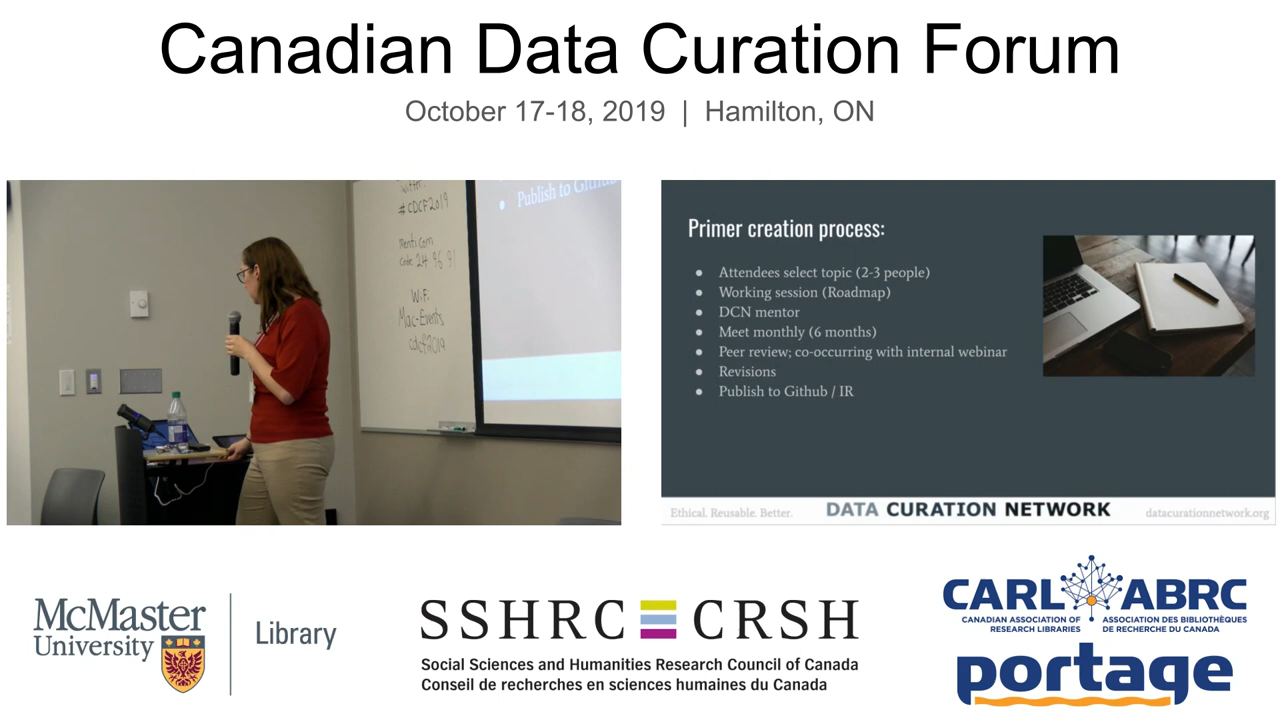 Canadian Data Curation Forum
October 17-18, 2019 | Hamilton, ON
Publish to Github
#CDCF2019
menti.com
code 24 96 91
WiFi:
Mac-Events
cdcf2019
Primer creation process:
● Attendees select topic (2-3 people)
● Working session (Roadmap)
● DCN mentor
● Meet monthly (6 months)
● Peer review; co-occurring with internal webinar
● Revisions
● Publish to Github / IR
Ethical. Reusable. Better.
DATA CURATION NETWORK
datacurationnetwork.org
McMaster
University
Library
SSHRC CRSH
Social Sciences and Humanities Research Council of Canada
Conseil de recherches en sciences humaines du Canada
CARL ABRC
CANADIAN ASSOCIATION OF
RESEARCH LIBRARIES
ASSOCIATION DES BIBLIOTHÈQUES
DE RECHERCHE DU CANADA
portage